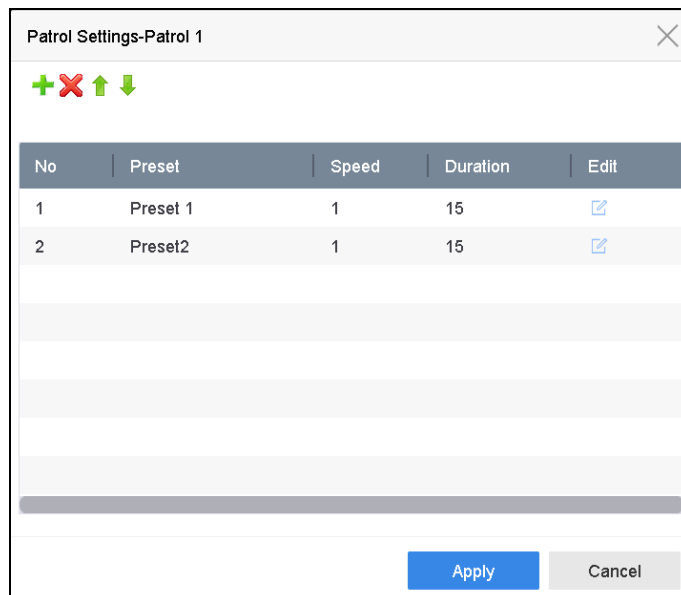 Patrol Settings-Patrol 1
No Preset Speed Duration Edit
1 Preset 1 1 15
2 Preset2 1 15
Apply Cancel